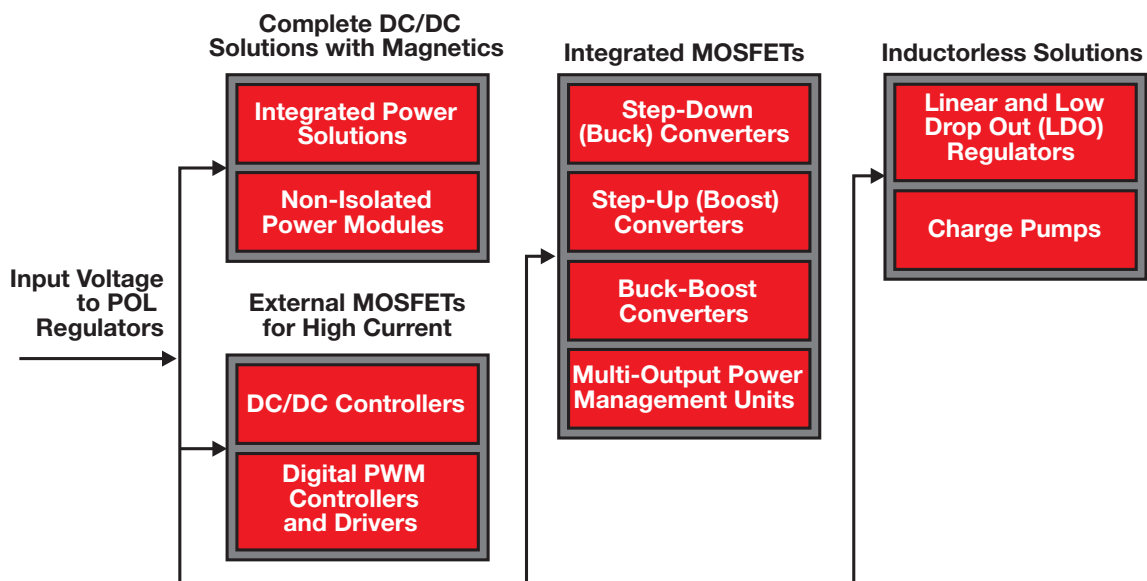 Complete DC/DC
Solutions with Magnetics
Integrated Power
Solutions
Non-Isolated
Power Modules
Input Voltage
to POL
Regulators
External MOSFETs
for High Current
DC/DC Controllers
Digital PWM
Controllers
and Drivers
Integrated MOSFETs
Step-Down
(Buck) Converters
Step-Up (Boost)
Converters
Buck-Boost
Converters
Multi-Output Power
Management Units
Inductorless Solutions
Linear and Low
Drop Out (LDO)
Regulators
Charge Pumps